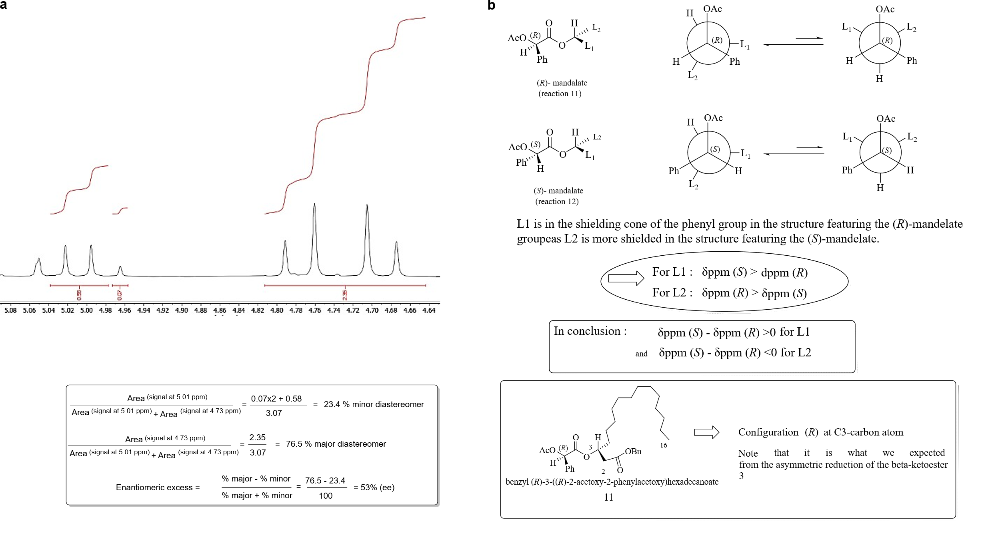 a
0.58
0.07
2.35
5.08 5.06 5.04 5.02 5.00 4.98 4.96 4.94 4.92 4.90 4.88 4.86 4.84 4.82 4.80 4.78 4.76 4.74 4.72 4.70 4.68 4.66 4.64
Area (signal at 5.01 ppm)
Area (signal at 5.01 ppm) + Area (signal at 4.73 ppm)
=
0.07x2 + 0.58
3.07
= 23.4 % minor diastereomer
Area (signal at 4.73 ppm)
Area (signal at 5.01 ppm) + Area (signal at 4.73 ppm)
=
2.35
3.07
= 76.5 % major diastereomer
Enantiomeric excess =
% major - % minor
% major + % minor
=
76.5 - 23.4
100
= 53% (ee)
b
AcO (R) O H L2
H Ph O L1
(R)- mandalate
(reaction 11)
H OAc
(R) L1
H Ph
L2
OAc
L1 L2
(R)
H Ph
H
AcO (S) O H L2
Ph H O L1
(S)- mandalate
(reaction 12)
H OAc
(S) L1
Ph H
L2
OAc
L1 L2
(S)
Ph H
H
L1 is in the shielding cone of the phenyl group in the structure featuring the (R)-mandelate
groupeas L2 is more shielded in the structure featuring the (S)-mandelate.
For L1 : δppm (S) > dppm (R)
For L2 : δppm (R) > δppm (S)
In conclusion : δppm (S) - δppm (R) >0 for L1
and δppm (S) - δppm (R) <0 for L2
16
AcO (R) O 3 H
H Ph O 2 OBn
O
benzyl (R)-3-((R)-2-acetoxy-2-phenylacetoxy)hexadecanoate
11
Configuration (R) at C3-carbon atom
Note that it is what we expected
from the asymmetric reduction of the beta-ketoester
3